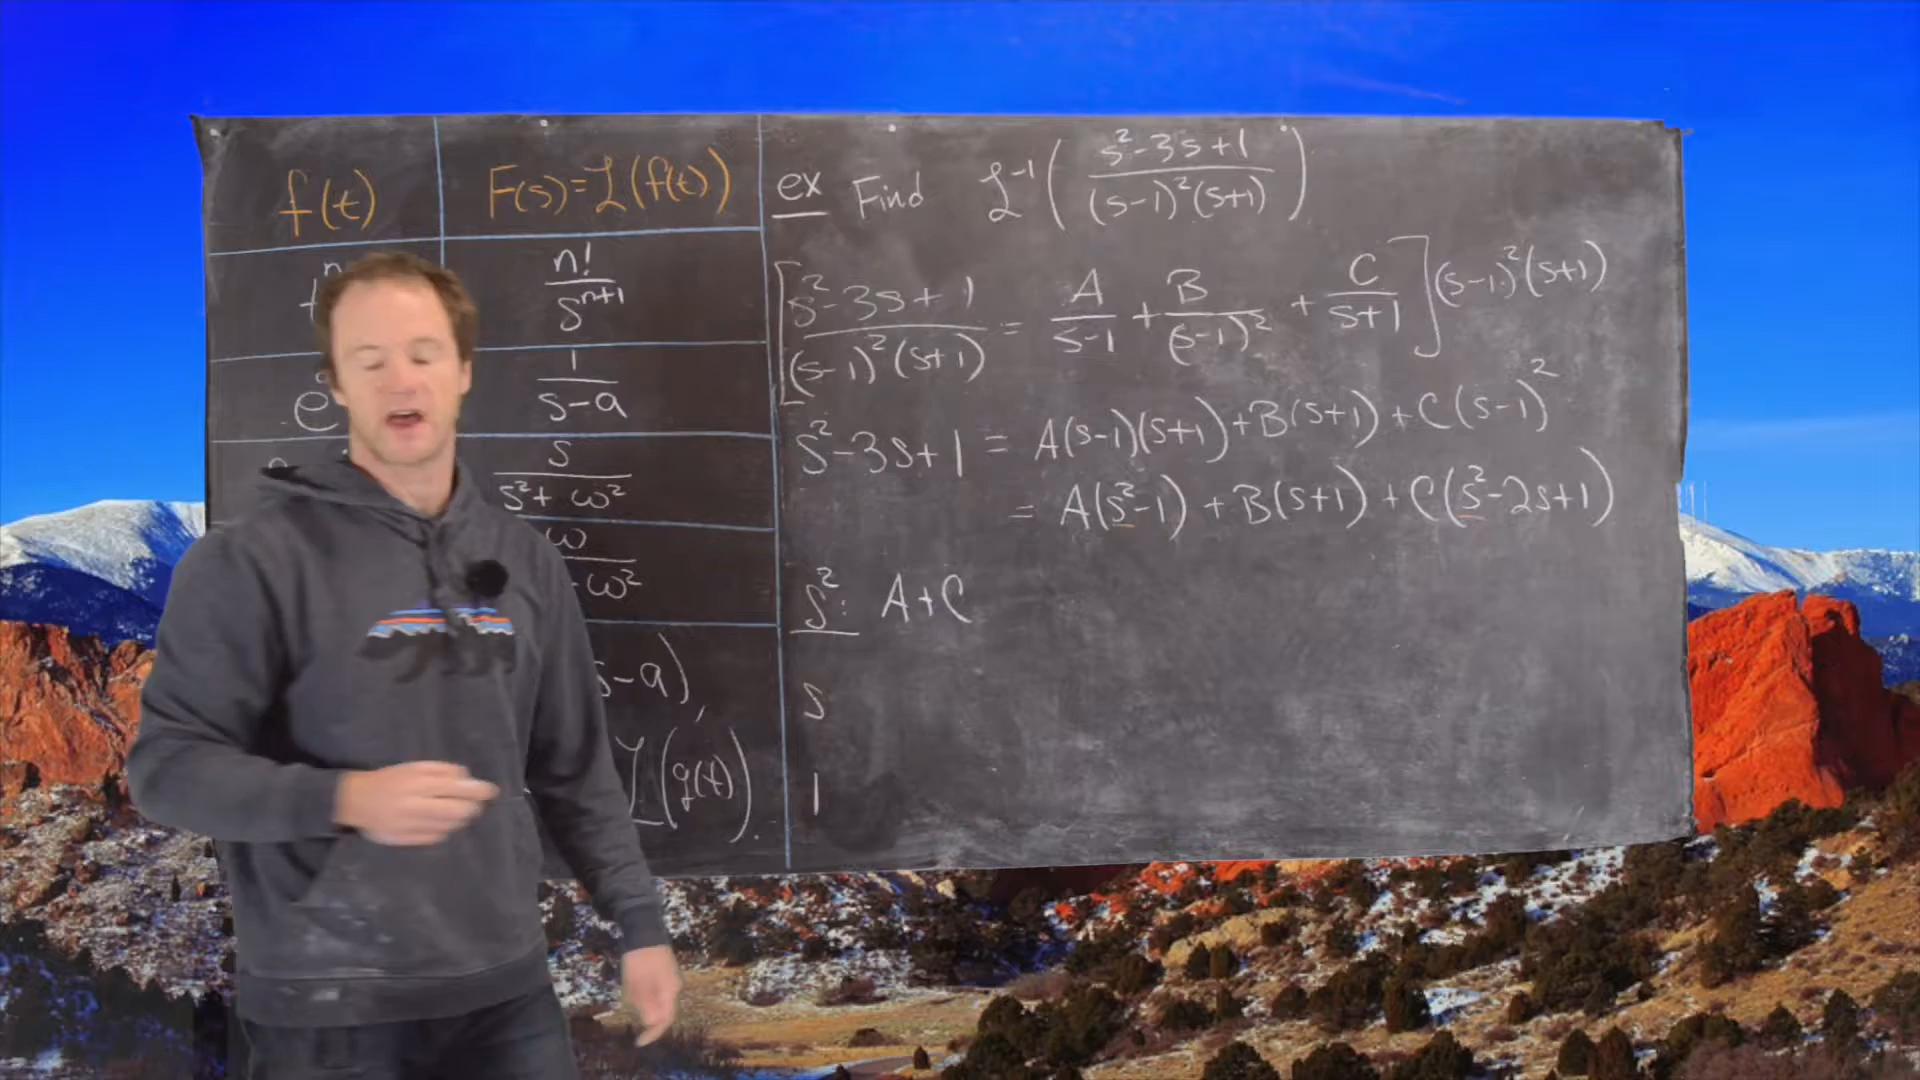 f(t) F(s)=ℒ(f(t))
n n!/s^{n+1}
e 1/(s-a)
s/(s²+ω²)
ω/ -ω²
s-a),
ℒ(g(t)).
ex Find ℒ⁻¹( (s²-3s+1)/((s-1)²(s+1)) )
[ (s²-3s+1)/((s-1)²(s+1)) = A/(s-1) + B/(s-1)² + C/(s+1) ] (s-1)²(s+1)
s²-3s+1 = A(s-1)(s+1)+B(s+1)+C(s-1)²
= A(s²-1) + B(s+1) + C(s²-2s+1)
s²: A+C
s
1